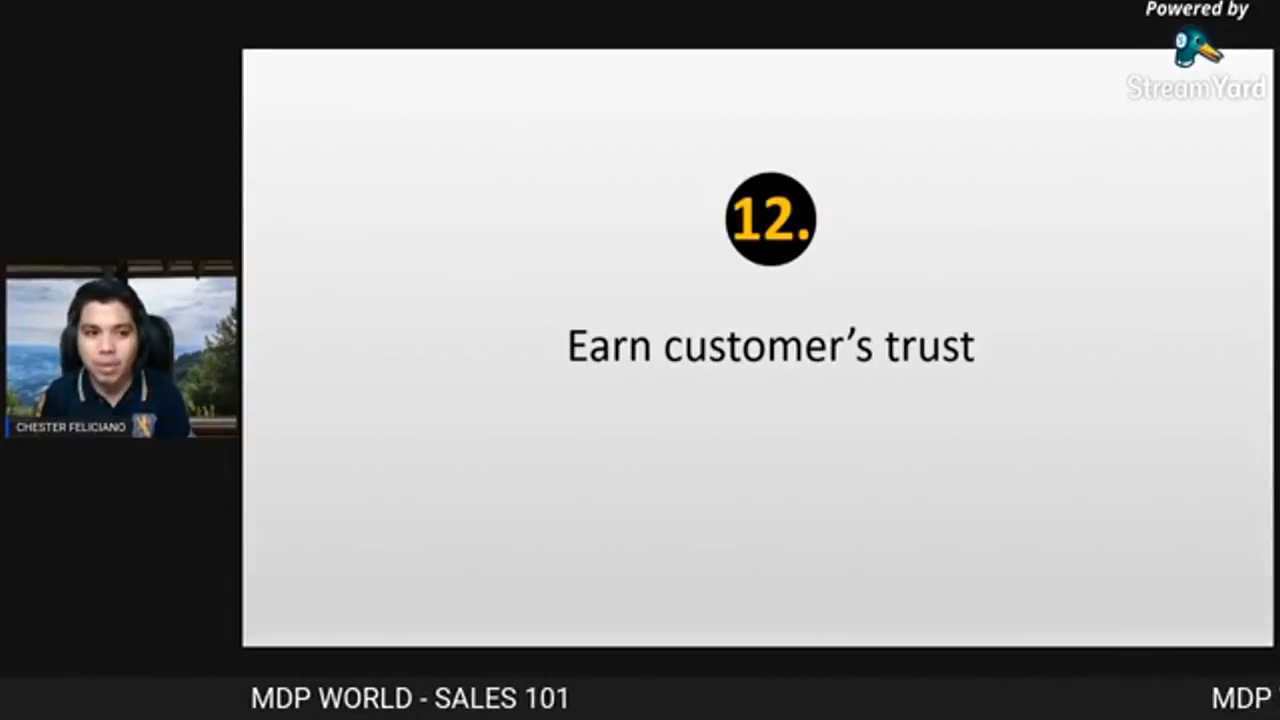 Powered by
StreamYard
12.
Earn customer’s trust
CHESTER FELICIANO
MDP WORLD - SALES 101
MDP